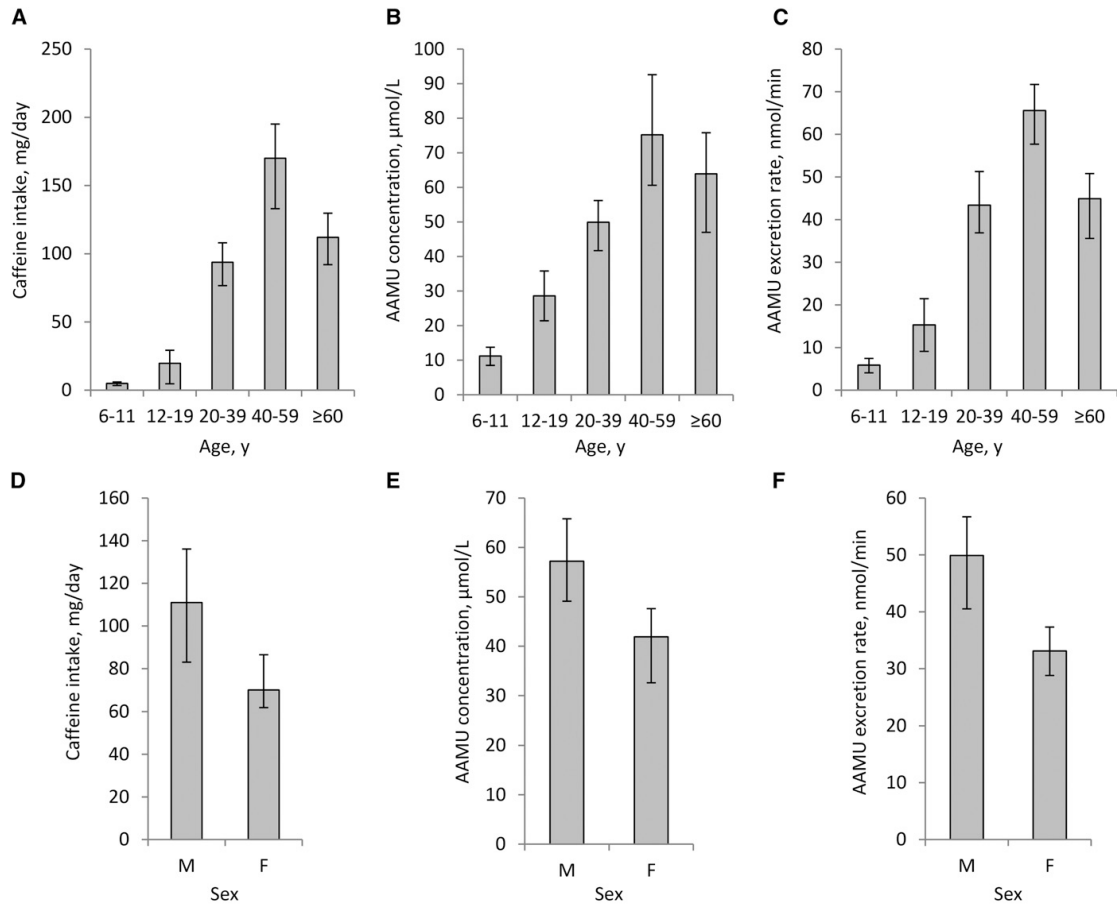 A
Caffeine intake, mg/day
250
200
150
100
50
0
6-11 12-19 20-39 40-59 ≥60
Age, y
B
AAMU concentration, µmol/L
100
90
80
70
60
50
40
30
20
10
0
6-11 12-19 20-39 40-59 ≥60
Age, y
C
AAMU excretion rate, nmol/min
80
70
60
50
40
30
20
10
0
6-11 12-19 20-39 40-59 ≥60
Age, y
D
Caffeine intake, mg/day
160
140
120
100
80
60
40
20
0
M F
Sex
E
AAMU concentration, µmol/L
70
60
50
40
30
20
10
0
M F
Sex
F
AAMU excretion rate, nmol/min
60
50
40
30
20
10
0
M F
Sex